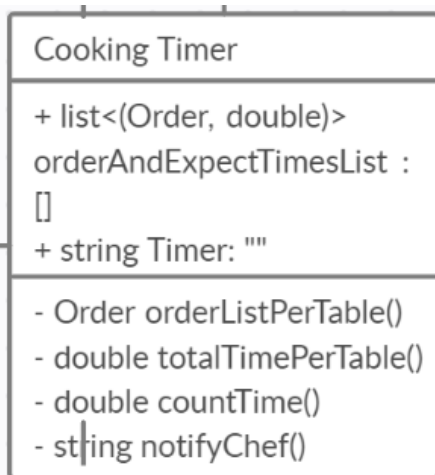 Cooking Timer
+ list<(Order, double)>
orderAndExpectTimesList :
[]
+ string Timer: ""
- Order orderListPerTable()
- double totalTimePerTable()
- double countTime()
- string notifyChef()